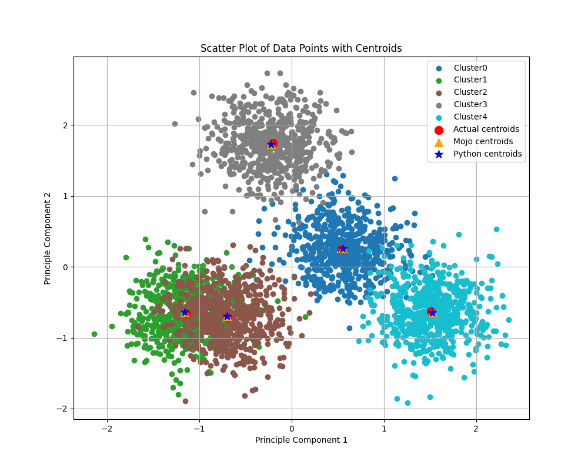 Scatter Plot of Data Points with Centroids
Cluster0
Cluster1
Cluster2
Cluster3
Cluster4
Actual centroids
Mojo centroids
Python centroids
Principle Component 2
2
1
0
−1
−2
−2
−1
0
1
2
Principle Component 1